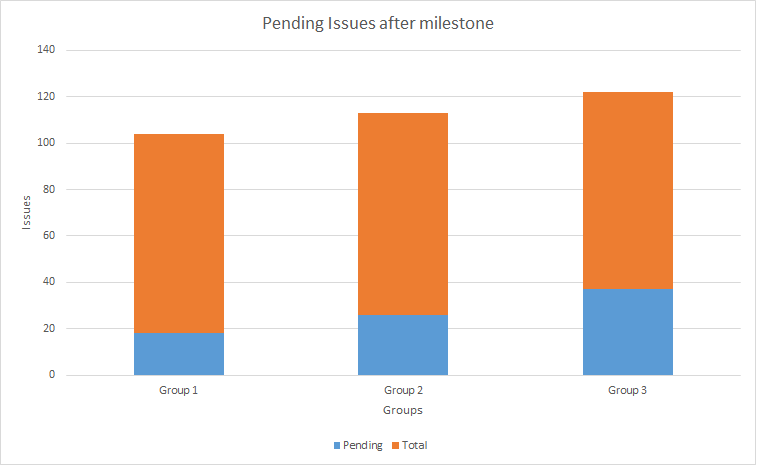 Pending Issues after milestone
140
120
100
80
60
40
20
0
Issues
Group 1 Group 2 Group 3
Groups
Pending Total